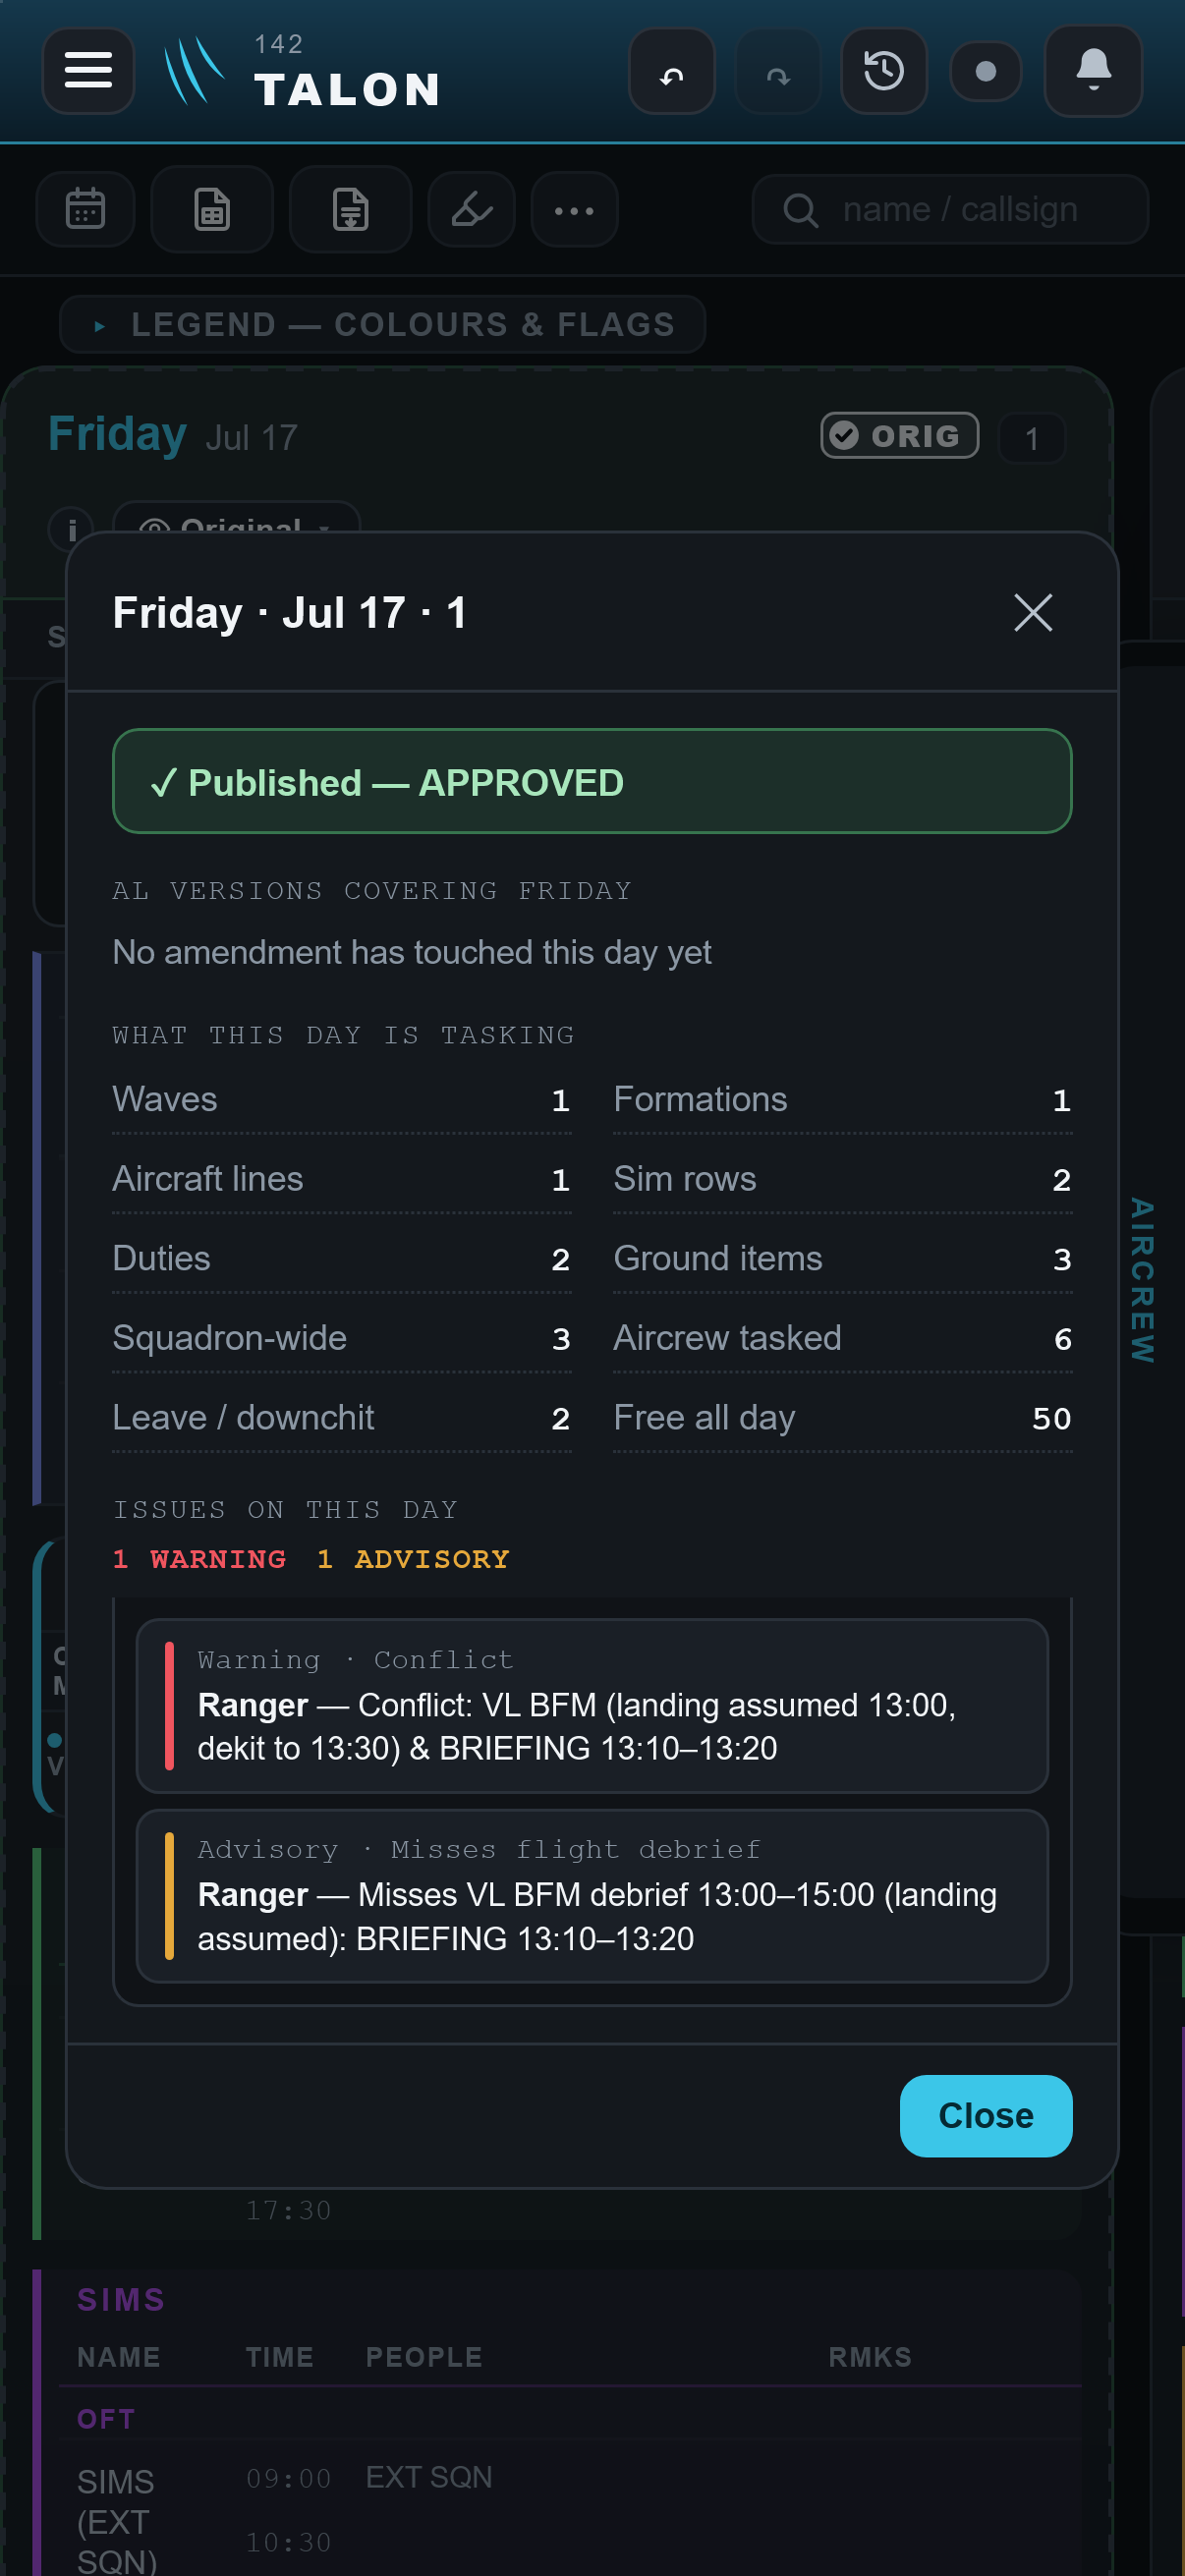 142
TALON
name / callsign
LEGEND — COLOURS & FLAGS
Friday Jul 17
ORIG 1
i Original
S
Friday · Jul 17 · 1
✓ Published — APPROVED
AL VERSIONS COVERING FRIDAY
No amendment has touched this day yet
WHAT THIS DAY IS TASKING
Waves 1 Formations 1
Aircraft lines 1 Sim rows 2
Duties 2 Ground items 3
Squadron-wide 3 Aircrew tasked 6
Leave / downchit 2 Free all day 50
AIRCREW
ISSUES ON THIS DAY
1 WARNING 1 ADVISORY
Warning · Conflict
Ranger — Conflict: VL BFM (landing assumed 13:00,
dekit to 13:30) & BRIEFING 13:10–13:20
Advisory · Misses flight debrief
Ranger — Misses VL BFM debrief 13:00–15:00 (landing
assumed): BRIEFING 13:10–13:20
Close
17:30
SIMS
NAME TIME PEOPLE RMKS
OFT
SIMS 09:00 EXT SQN
(EXT
10:30
SQN)